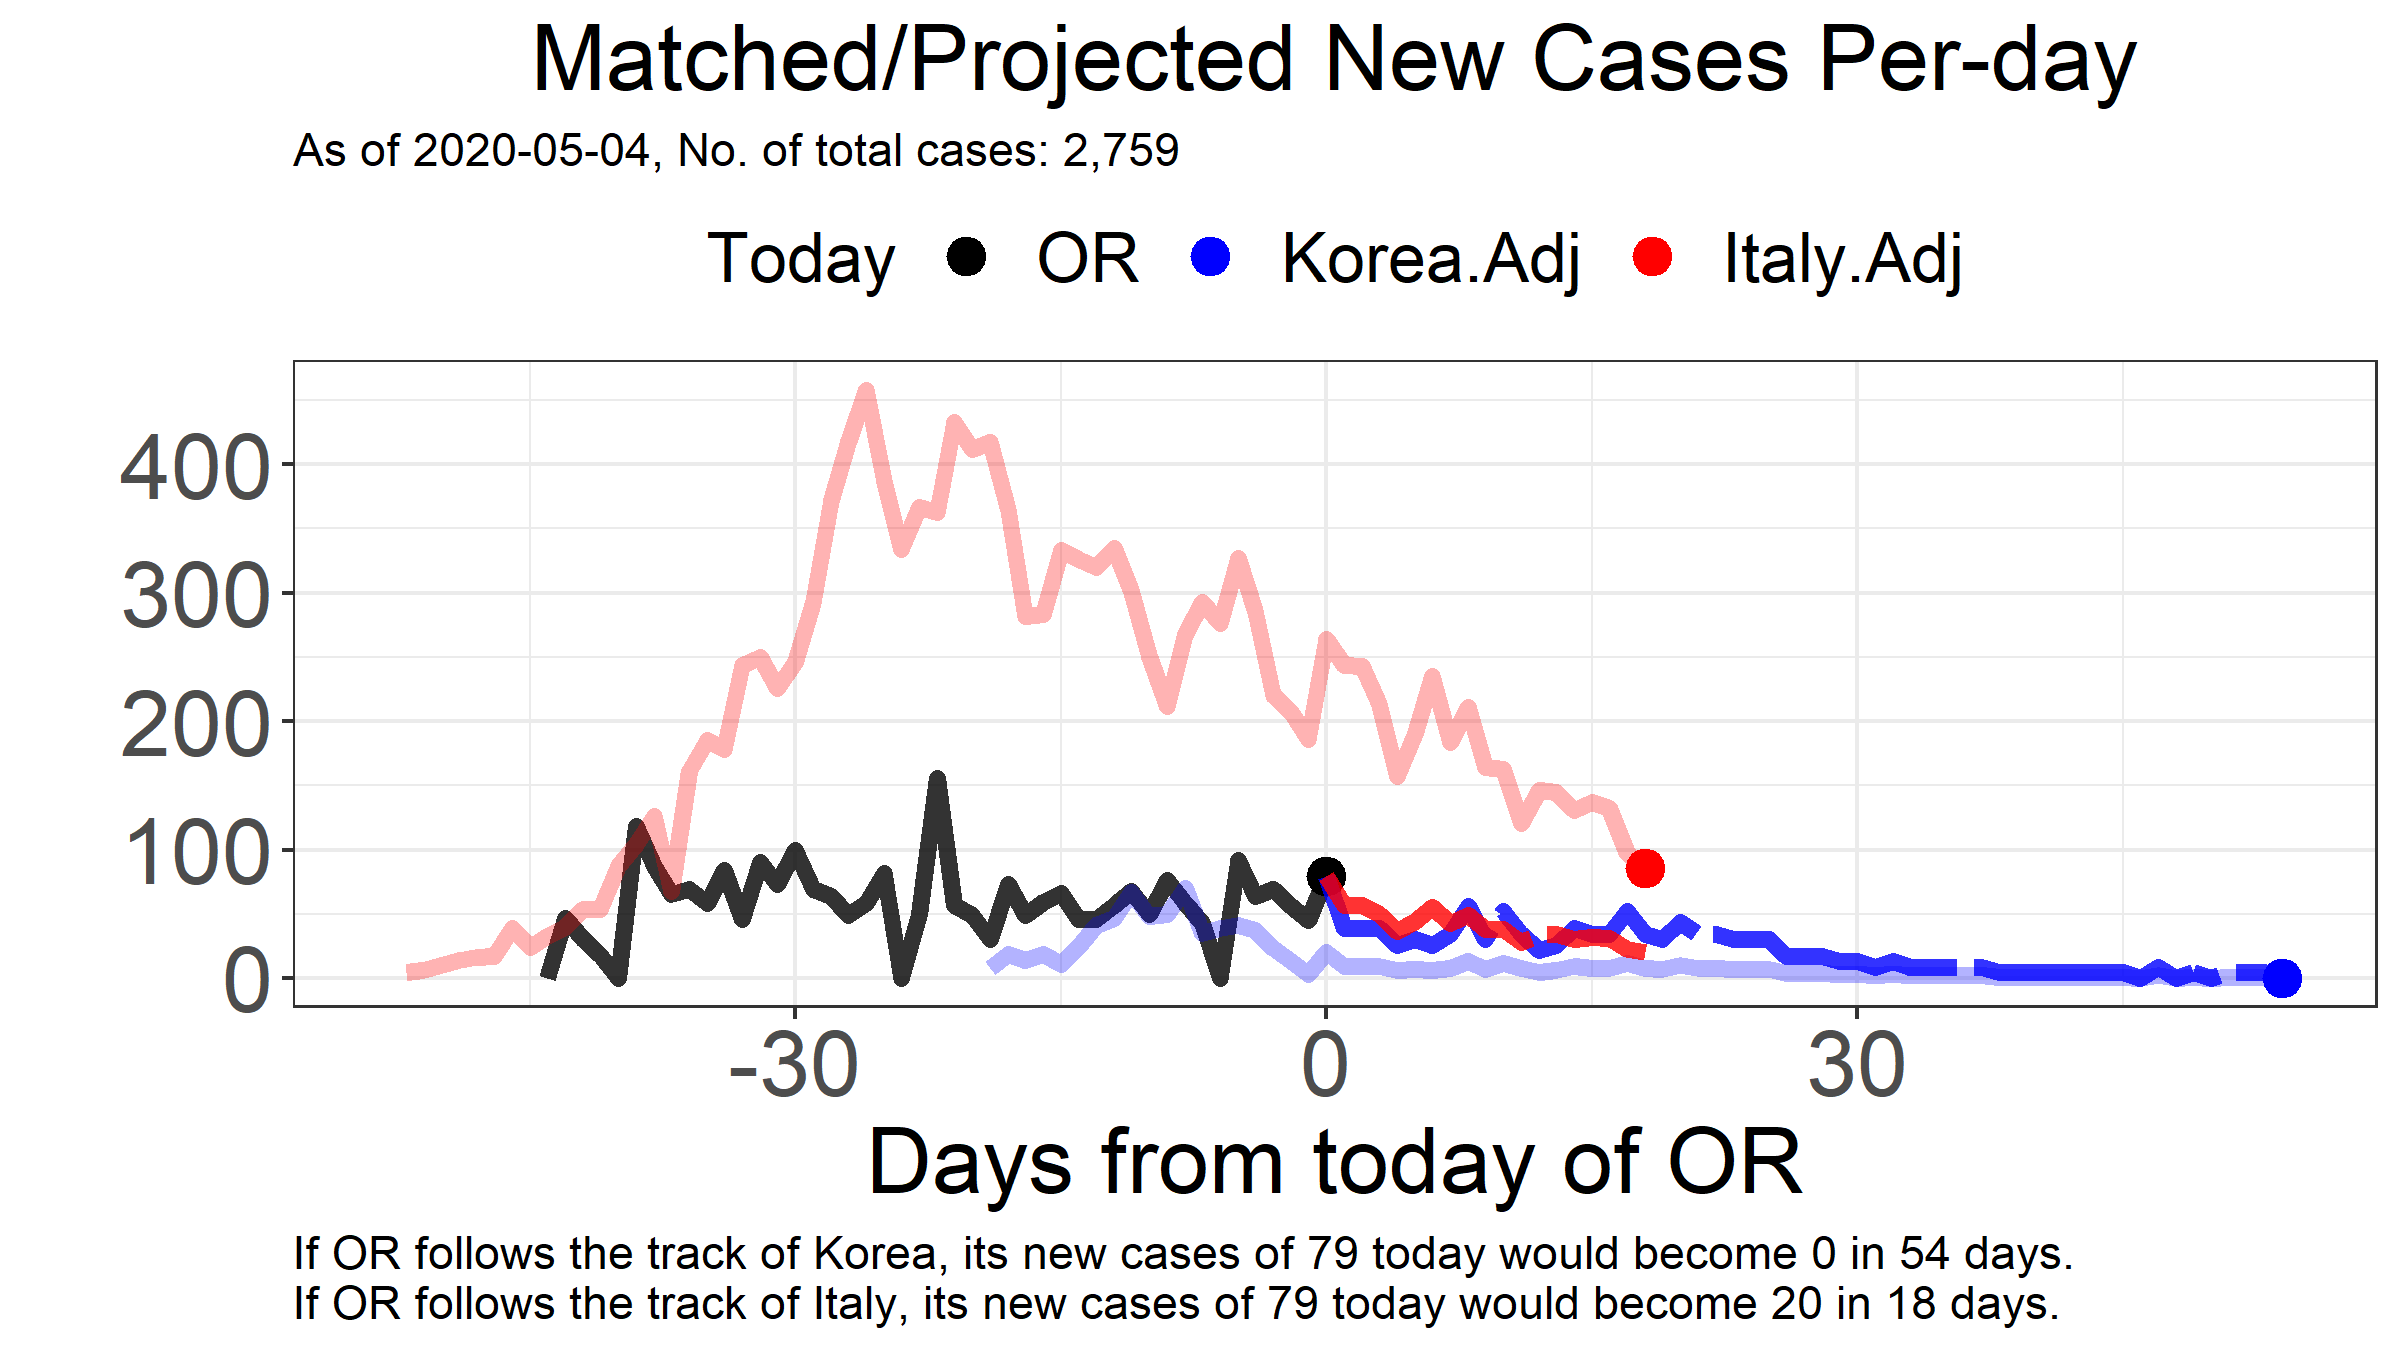 Matched/Projected New Cases Per-day
As of 2020-05-04, No. of total cases: 2,759
Today OR Korea.Adj Italy.Adj
400
300
200
100
0
-30 0 30
Days from today of OR
If OR follows the track of Korea, its new cases of 79 today would become 0 in 54 days.
If OR follows the track of Italy, its new cases of 79 today would become 20 in 18 days.